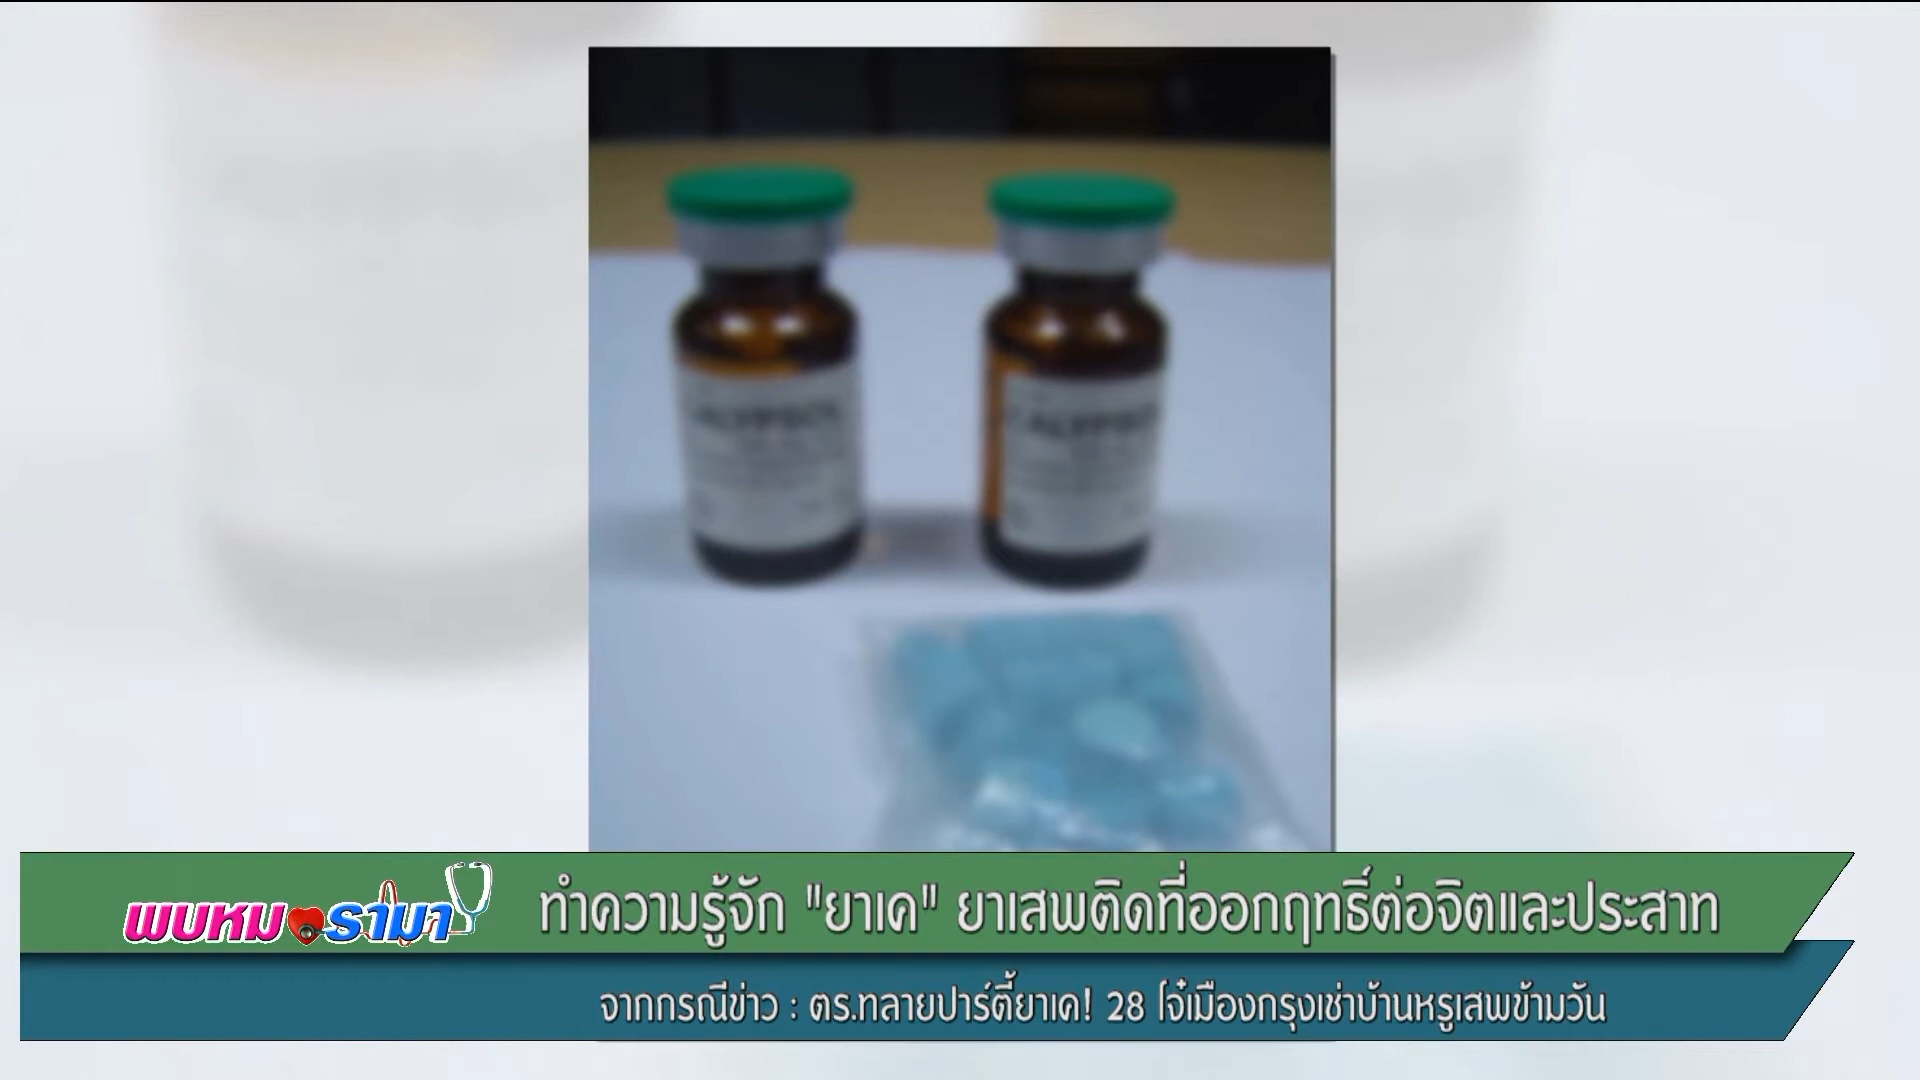 CALYPSOL
CALYPSOL
พบหมอรามา
ทำความรู้จัก "ยาเค" ยาเสพติดที่ออกฤทธิ์ต่อจิตและประสาท
จากกรณีข่าว : ตร.ทลายปาร์ตี้ยาเค! 28 โจ๋เมืองกรุงเช่าบ้านหรูเสพข้ามวัน